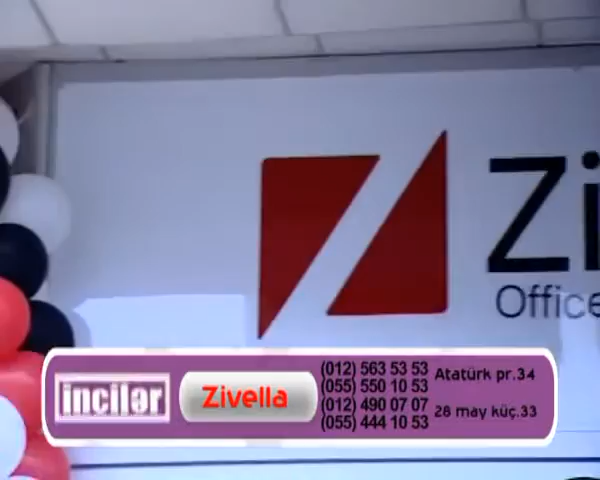 Zi
Office
incilər
Zivella
(012) 563 53 53
(055) 550 10 53
Atatürk pr.34
(012) 490 07 07
(055) 444 10 53
28 may küç.33